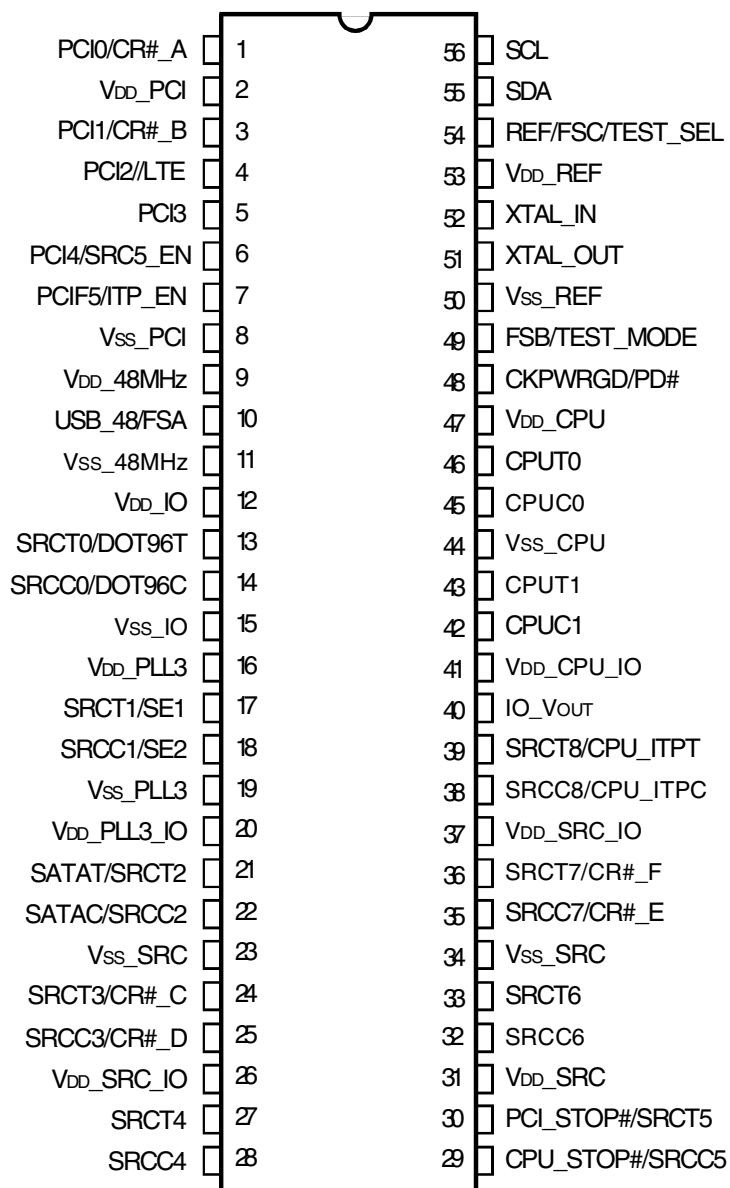 PCI0/CR#_A 1 56 SCL
VDD_PCI 2 55 SDA
PCI1/CR#_B 3 54 REF/FSC/TEST_SEL
PCI2//LTE 4 53 VDD_REF
PCI3 5 52 XTAL_IN
PCI4/SRC5_EN 6 51 XTAL_OUT
PCIF5/ITP_EN 7 50 VSS_REF
VSS_PCI 8 49 FSB/TEST_MODE
VDD_48MHz 9 48 CKPWRGD/PD#
USB_48/FSA 10 47 VDD_CPU
VSS_48MHz 11 46 CPUT0
VDD_IO 12 45 CPUC0
SRCT0/DOT96T 13 44 VSS_CPU
SRCC0/DOT96C 14 43 CPUT1
VSS_IO 15 42 CPUC1
VDD_PLL3 16 41 VDD_CPU_IO
SRCT1/SE1 17 40 IO_VOUT
SRCC1/SE2 18 39 SRCT8/CPU_ITPT
VSS_PLL3 19 38 SRCC8/CPU_ITPC
VDD_PLL3_IO 20 37 VDD_SRC_IO
SATAT/SRCT2 21 36 SRCT7/CR#_F
SATAC/SRCC2 22 35 SRCC7/CR#_E
VSS_SRC 23 34 VSS_SRC
SRCT3/CR#_C 24 33 SRCT6
SRCC3/CR#_D 25 32 SRCC6
VDD_SRC_IO 26 31 VDD_SRC
SRCT4 27 30 PCI_STOP#/SRCT5
SRCC4 28 29 CPU_STOP#/SRCC5